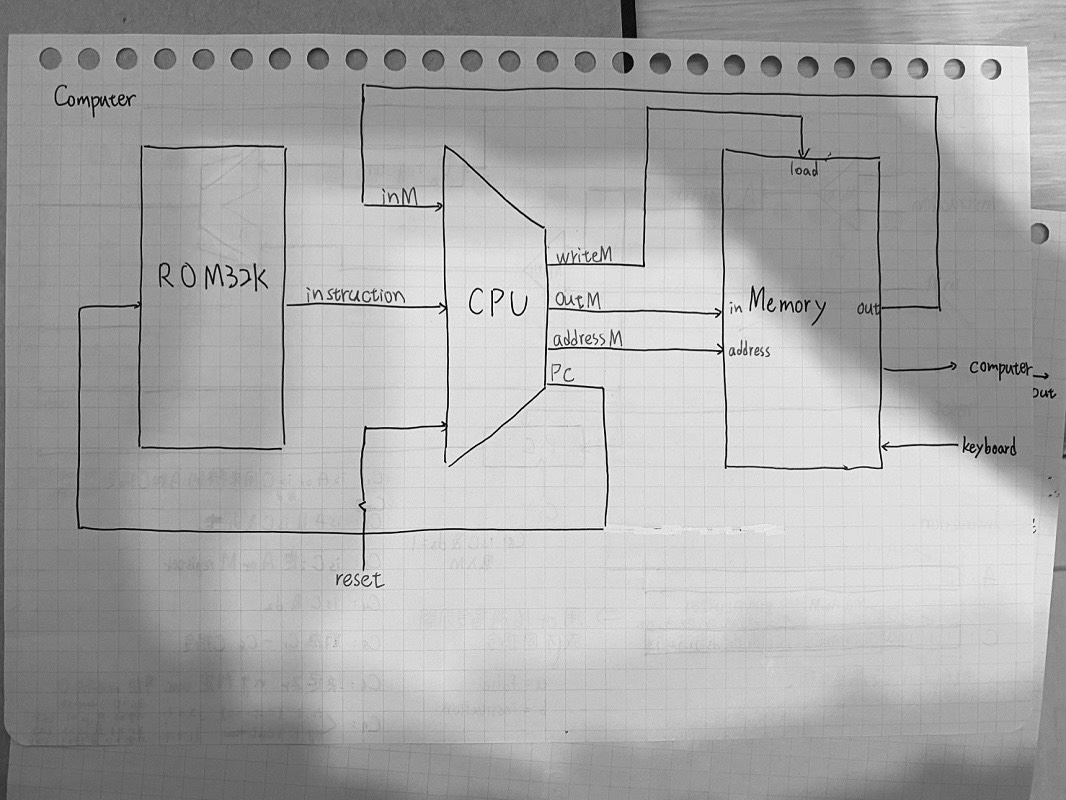 Computer
load
inM
writeM
ROM32K
instruction
CPU
OutM
in
Memory
out
addressM
address
PC
computer
out
keyboard
reset